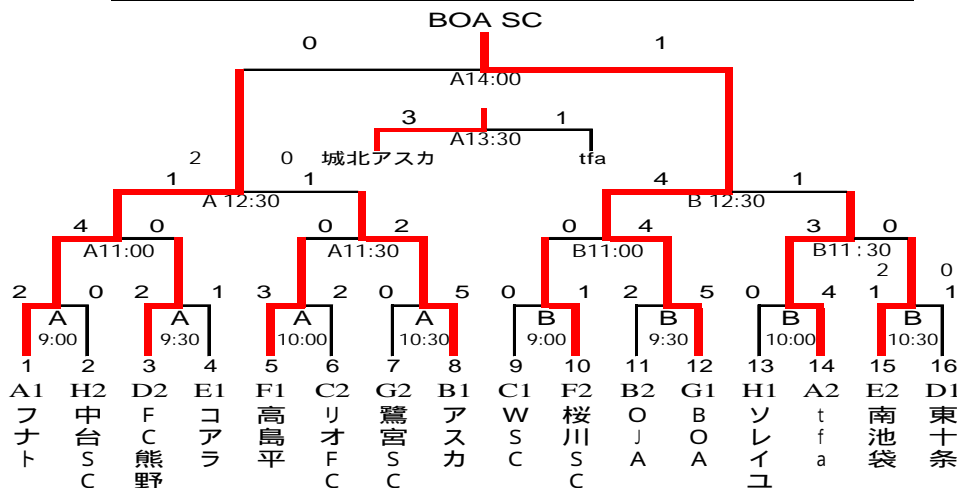 BOA SC
0 1
A14:00
3 1
A13:30
城北アスカ tfa
2 0
1 1 4 1
A 12:30 B 12:30
4 0 0 2 0 4 3 0
A11:00 A11:30 B11:00 B11:30
2 0
2 0 2 1 3 2 0 5 0 1 2 5 0 4 1 1
A A A A B B B B
9:00 9:30 10:00 10:30 9:00 9:30 10:00 10:30
1 2 3 4 5 6 7 8 9 10 11 12 13 14 15 16
A1 H2 D2 E1 F1 C2 G2 B1 C1 F2 B2 G1 H1 A2 E2 D1
フナト
中台SC
FC熊野
コアラ
高島平
リオFC
鷺宮SC
アスカ
WSC
桜川SC
OJA
BOA
ソレイユ
tfa
南池袋
東十条